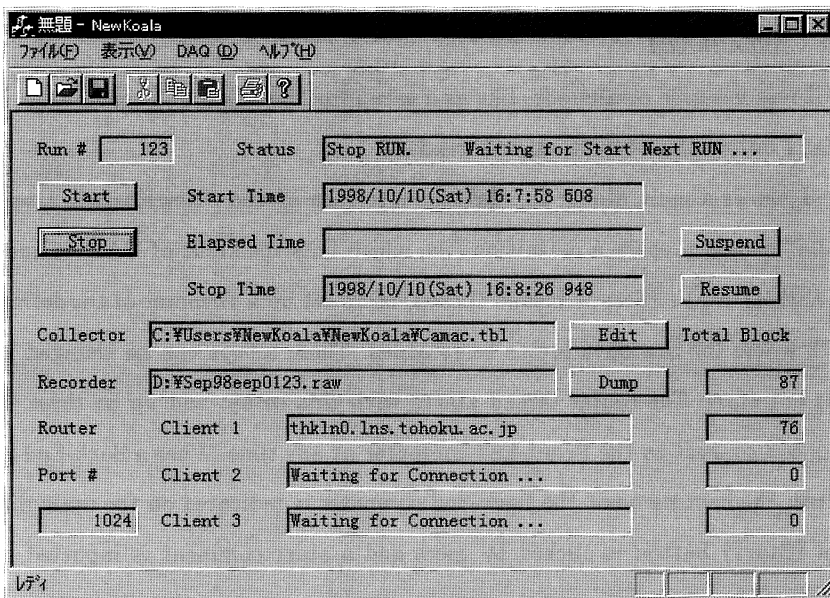 無題 - NewKoala
ファイル(F) 表示(V) DAQ (D) ヘルプ(H)
Run # 123 Status Stop RUN. Waiting for Start Next RUN ...
Start Start Time 1998/10/10(Sat) 16:7:58 608
Stop Elapsed Time Suspend
Stop Time 1998/10/10(Sat) 16:8:26 948 Resume
Collector C:¥Users¥NewKoala¥NewKoala¥Camac.tbl Edit Total Block
Recorder D:¥Sep98eep0123.raw Dump 87
Router Client 1 thkln0.lns.tohoku.ac.jp 76
Port # Client 2 Waiting for Connection ... 0
1024 Client 3 Waiting for Connection ... 0
レディ